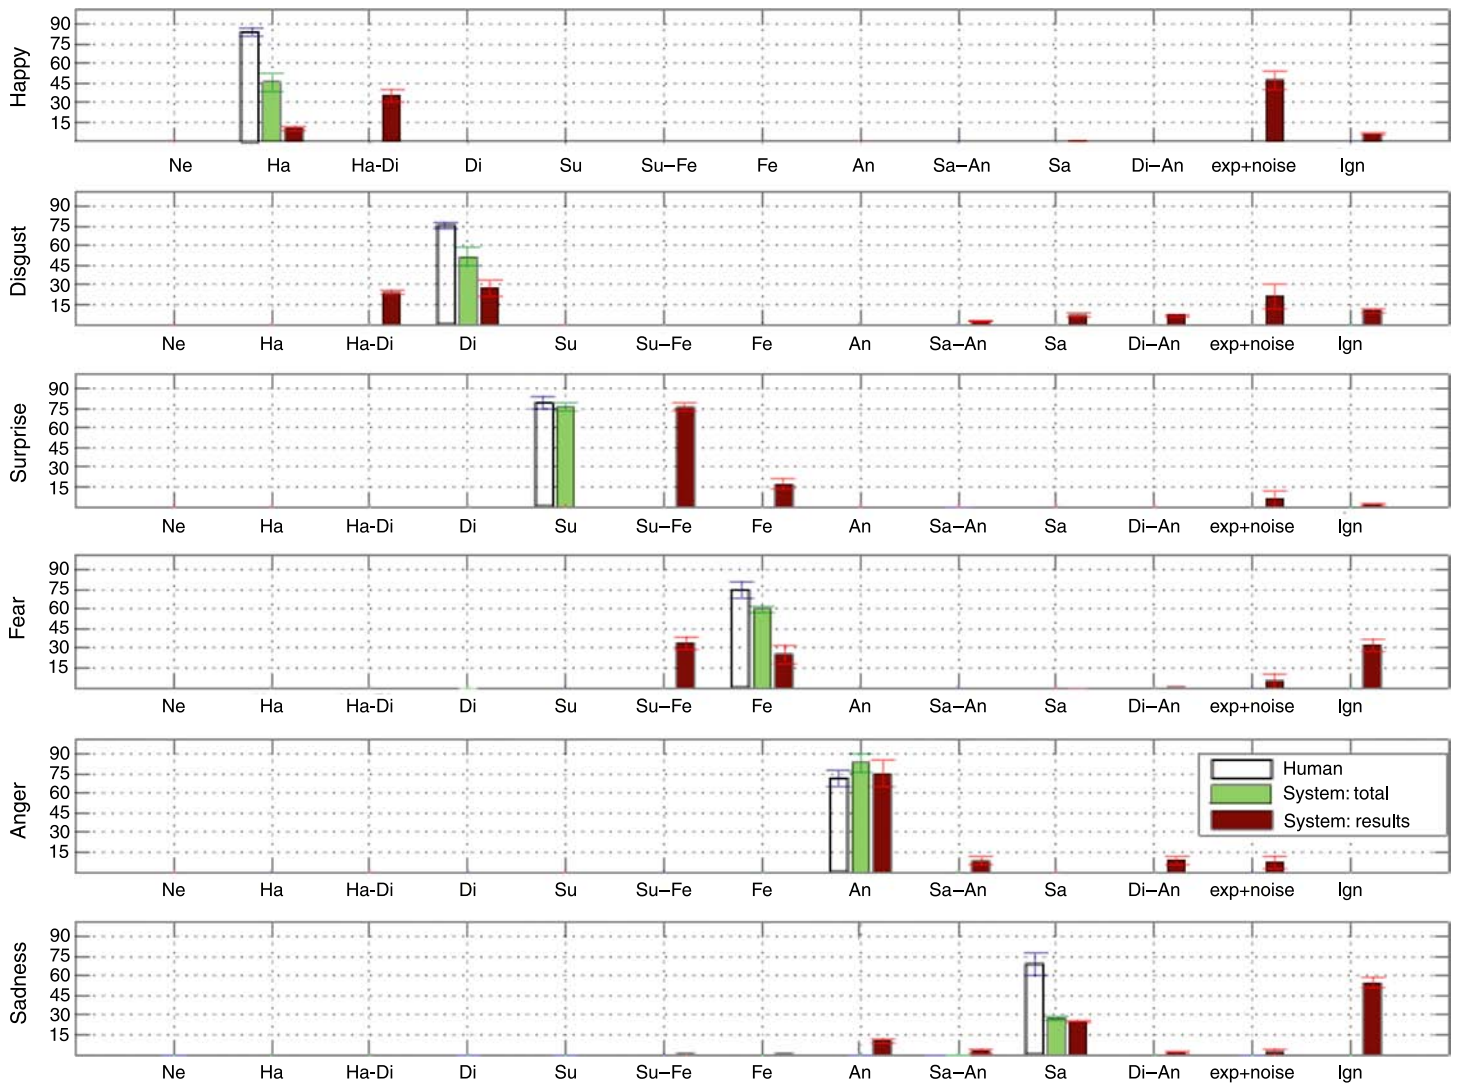 Happy
90
75
60
45
30
15
Ne Ha Ha-Di Di Su Su–Fe Fe An Sa–An Sa Di–An exp+noise Ign
Disgust
90
75
60
45
30
15
Ne Ha Ha-Di Di Su Su–Fe Fe An Sa–An Sa Di–An exp+noise Ign
Surprise
90
75
60
45
30
15
Ne Ha Ha-Di Di Su Su–Fe Fe An Sa–An Sa Di–An exp+noise Ign
Fear
90
75
60
45
30
15
Ne Ha Ha-Di Di Su Su–Fe Fe An Sa–An Sa Di–An exp+noise Ign
Anger
90
75
60
45
30
15
Human
System: total
System: results
Ne Ha Ha-Di Di Su Su–Fe Fe An Sa–An Sa Di–An exp+noise Ign
Sadness
90
75
60
45
30
15
Ne Ha Ha-Di Di Su Su–Fe Fe An Sa–An Sa Di–An exp+noise Ign